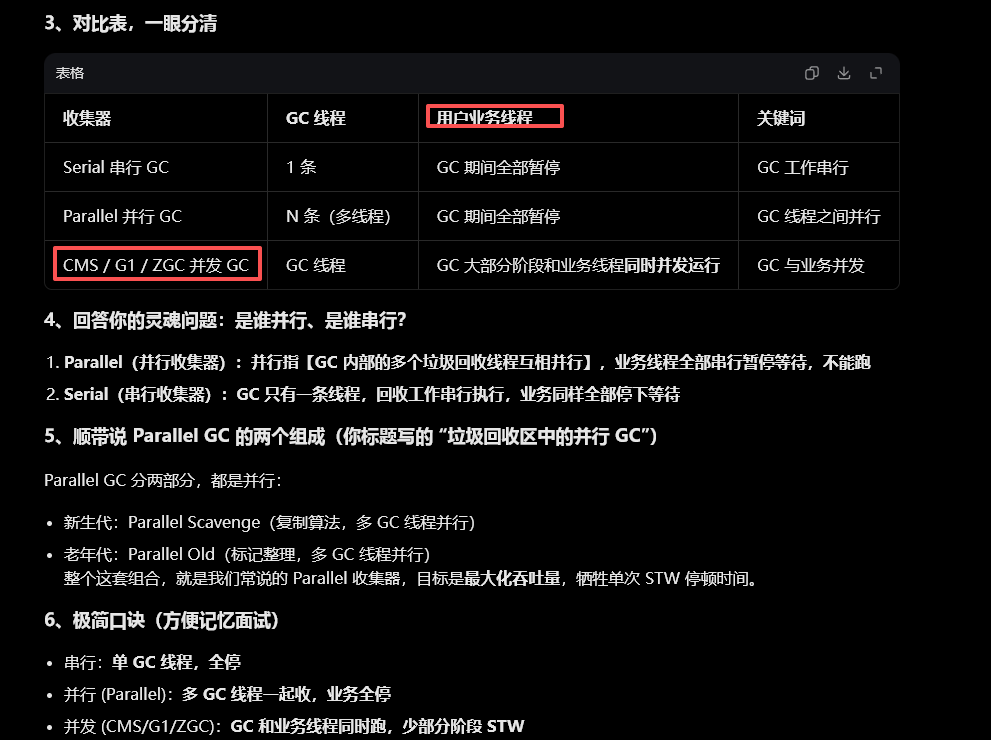 3、对比表，一眼分清
表格
收集器 GC 线程 用户业务线程 关键词
Serial 串行 GC 1 条 GC 期间全部暂停 GC 工作串行
Parallel 并行 GC N 条（多线程） GC 期间全部暂停 GC 线程之间并行
CMS / G1 / ZGC 并发 GC GC 线程 GC 大部分阶段和业务线程同时并发运行 GC 与业务并发
4、回答你的灵魂问题：是谁并行、是谁串行？
1. Parallel（并行收集器）：并行指【GC 内部的多个垃圾回收线程互相并行】，业务线程全部串行暂停等待，不能跑
2. Serial（串行收集器）：GC 只有一条线程，回收工作串行执行，业务同样全部停下等待
5、顺带说 Parallel GC 的两个组成（你标题写的 “垃圾回收区中的并行 GC”）
Parallel GC 分两部分，都是并行：
• 新生代：Parallel Scavenge（复制算法，多 GC 线程并行）
• 老年代：Parallel Old（标记整理，多 GC 线程并行）
整个这套组合，就是我们常说的 Parallel 收集器，目标是最大化吞吐量，牺牲单次 STW 停顿时间。
6、极简口诀（方便记忆面试）
• 串行：单 GC 线程，全停
• 并行 (Parallel)：多 GC 线程一起收，业务全停
• 并发 (CMS/G1/ZGC)：GC 和业务线程同时跑，少部分阶段 STW